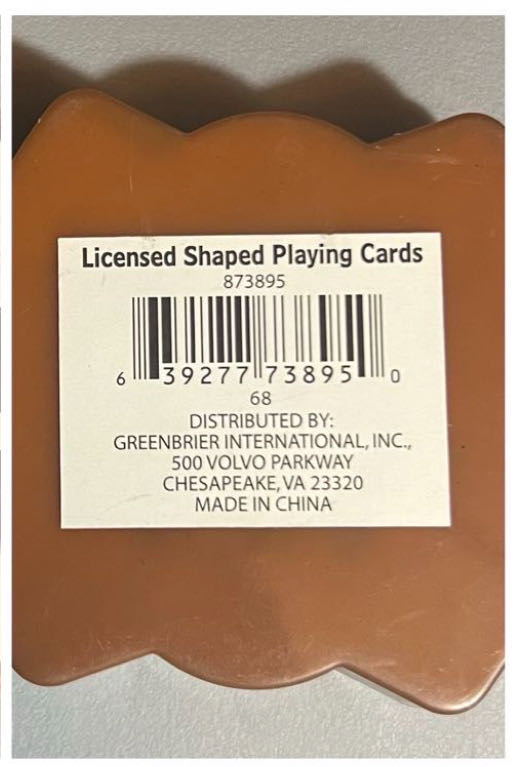 Licensed Shaped Playing Cards
873895
6 39277 73895 0
68
DISTRIBUTED BY:
GREENBRIER INTERNATIONAL, INC.,
500 VOLVO PARKWAY
CHESAPEAKE, VA 23320
MADE IN CHINA